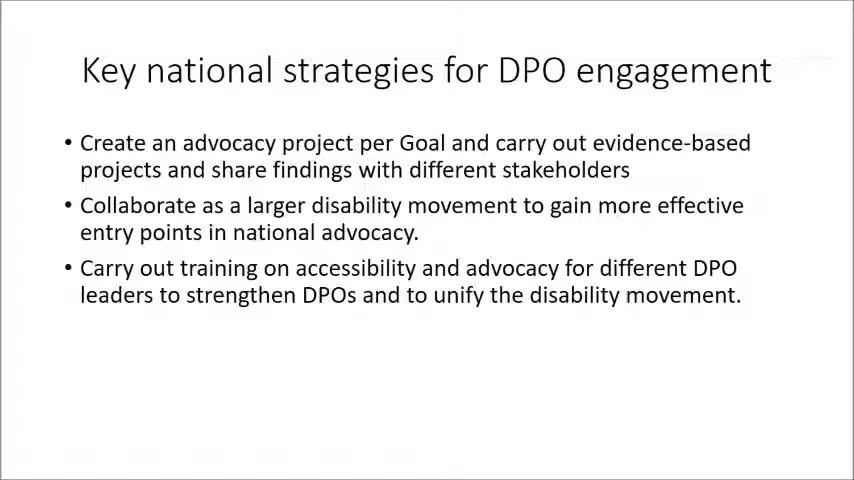 Key national strategies for DPO engagement
• Create an advocacy project per Goal and carry out evidence-based
projects and share findings with different stakeholders
• Collaborate as a larger disability movement to gain more effective
entry points in national advocacy.
• Carry out training on accessibility and advocacy for different DPO
leaders to strengthen DPOs and to unify the disability movement.